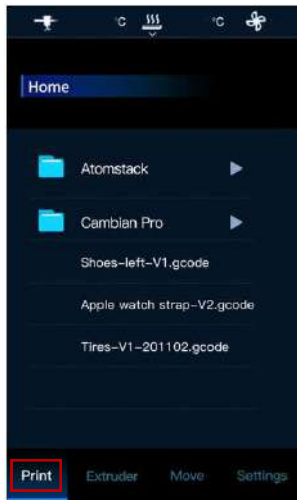 °C °C
Home
Atomstack
Cambian Pro
Shoes-left-V1.gcode
Apple watch strap-V2.gcode
Tires-V1-201102.gcode
Print Extruder Move Settings